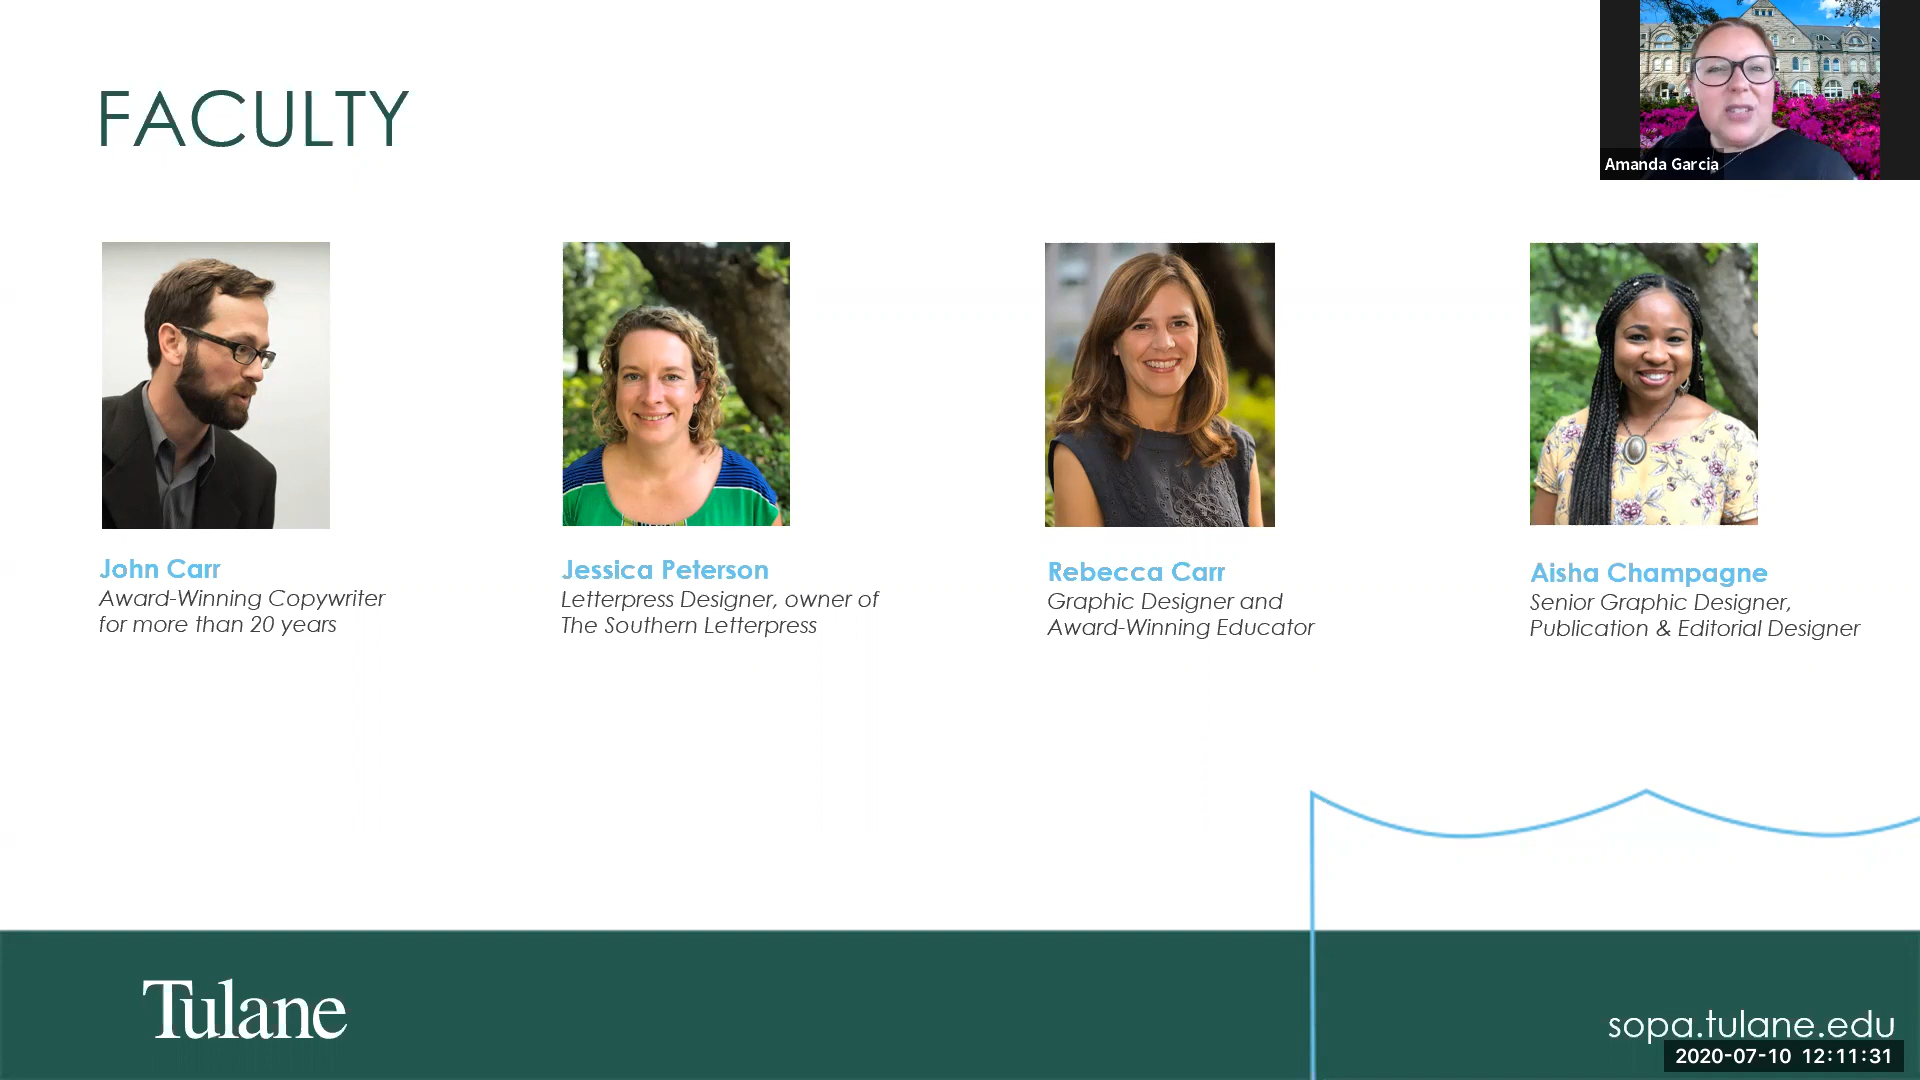 FACULTY
Amanda Garcia
John Carr
Award-Winning Copywriter
for more than 20 years
Jessica Peterson
Letterpress Designer, owner of
The Southern Letterpress
Rebecca Carr
Graphic Designer and
Award-Winning Educator
Aisha Champagne
Senior Graphic Designer,
Publication & Editorial Designer
Tulane
sopa.tulane.edu
2020-07-10 12:11:31